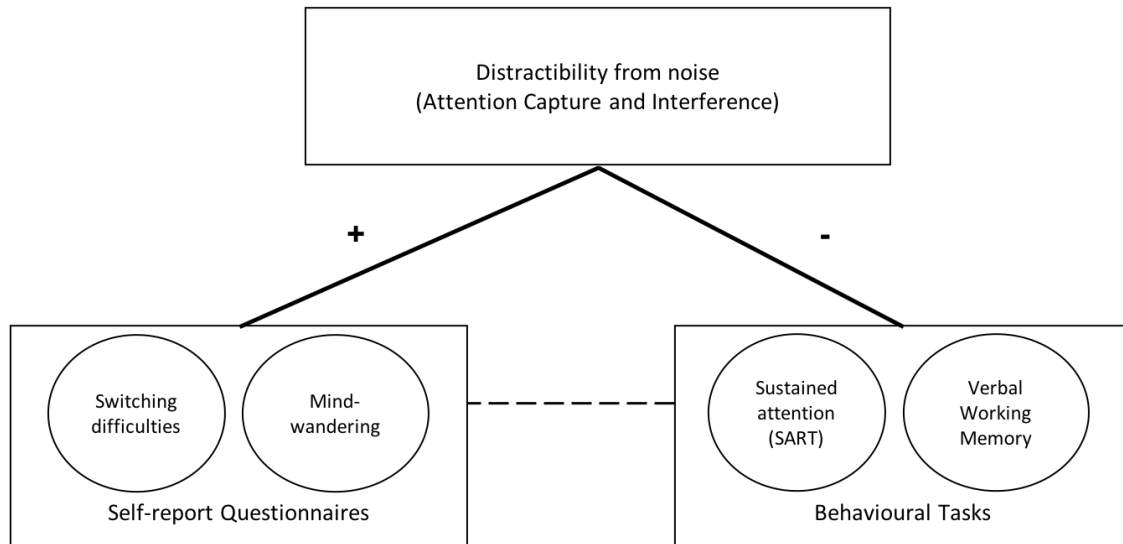 Distractibility from noise
(Attention Capture and Interference)
+
-
Switching
difficulties
Mind-
wandering
Sustained
attention
(SART)
Verbal
Working
Memory
Self-report Questionnaires
Behavioural Tasks